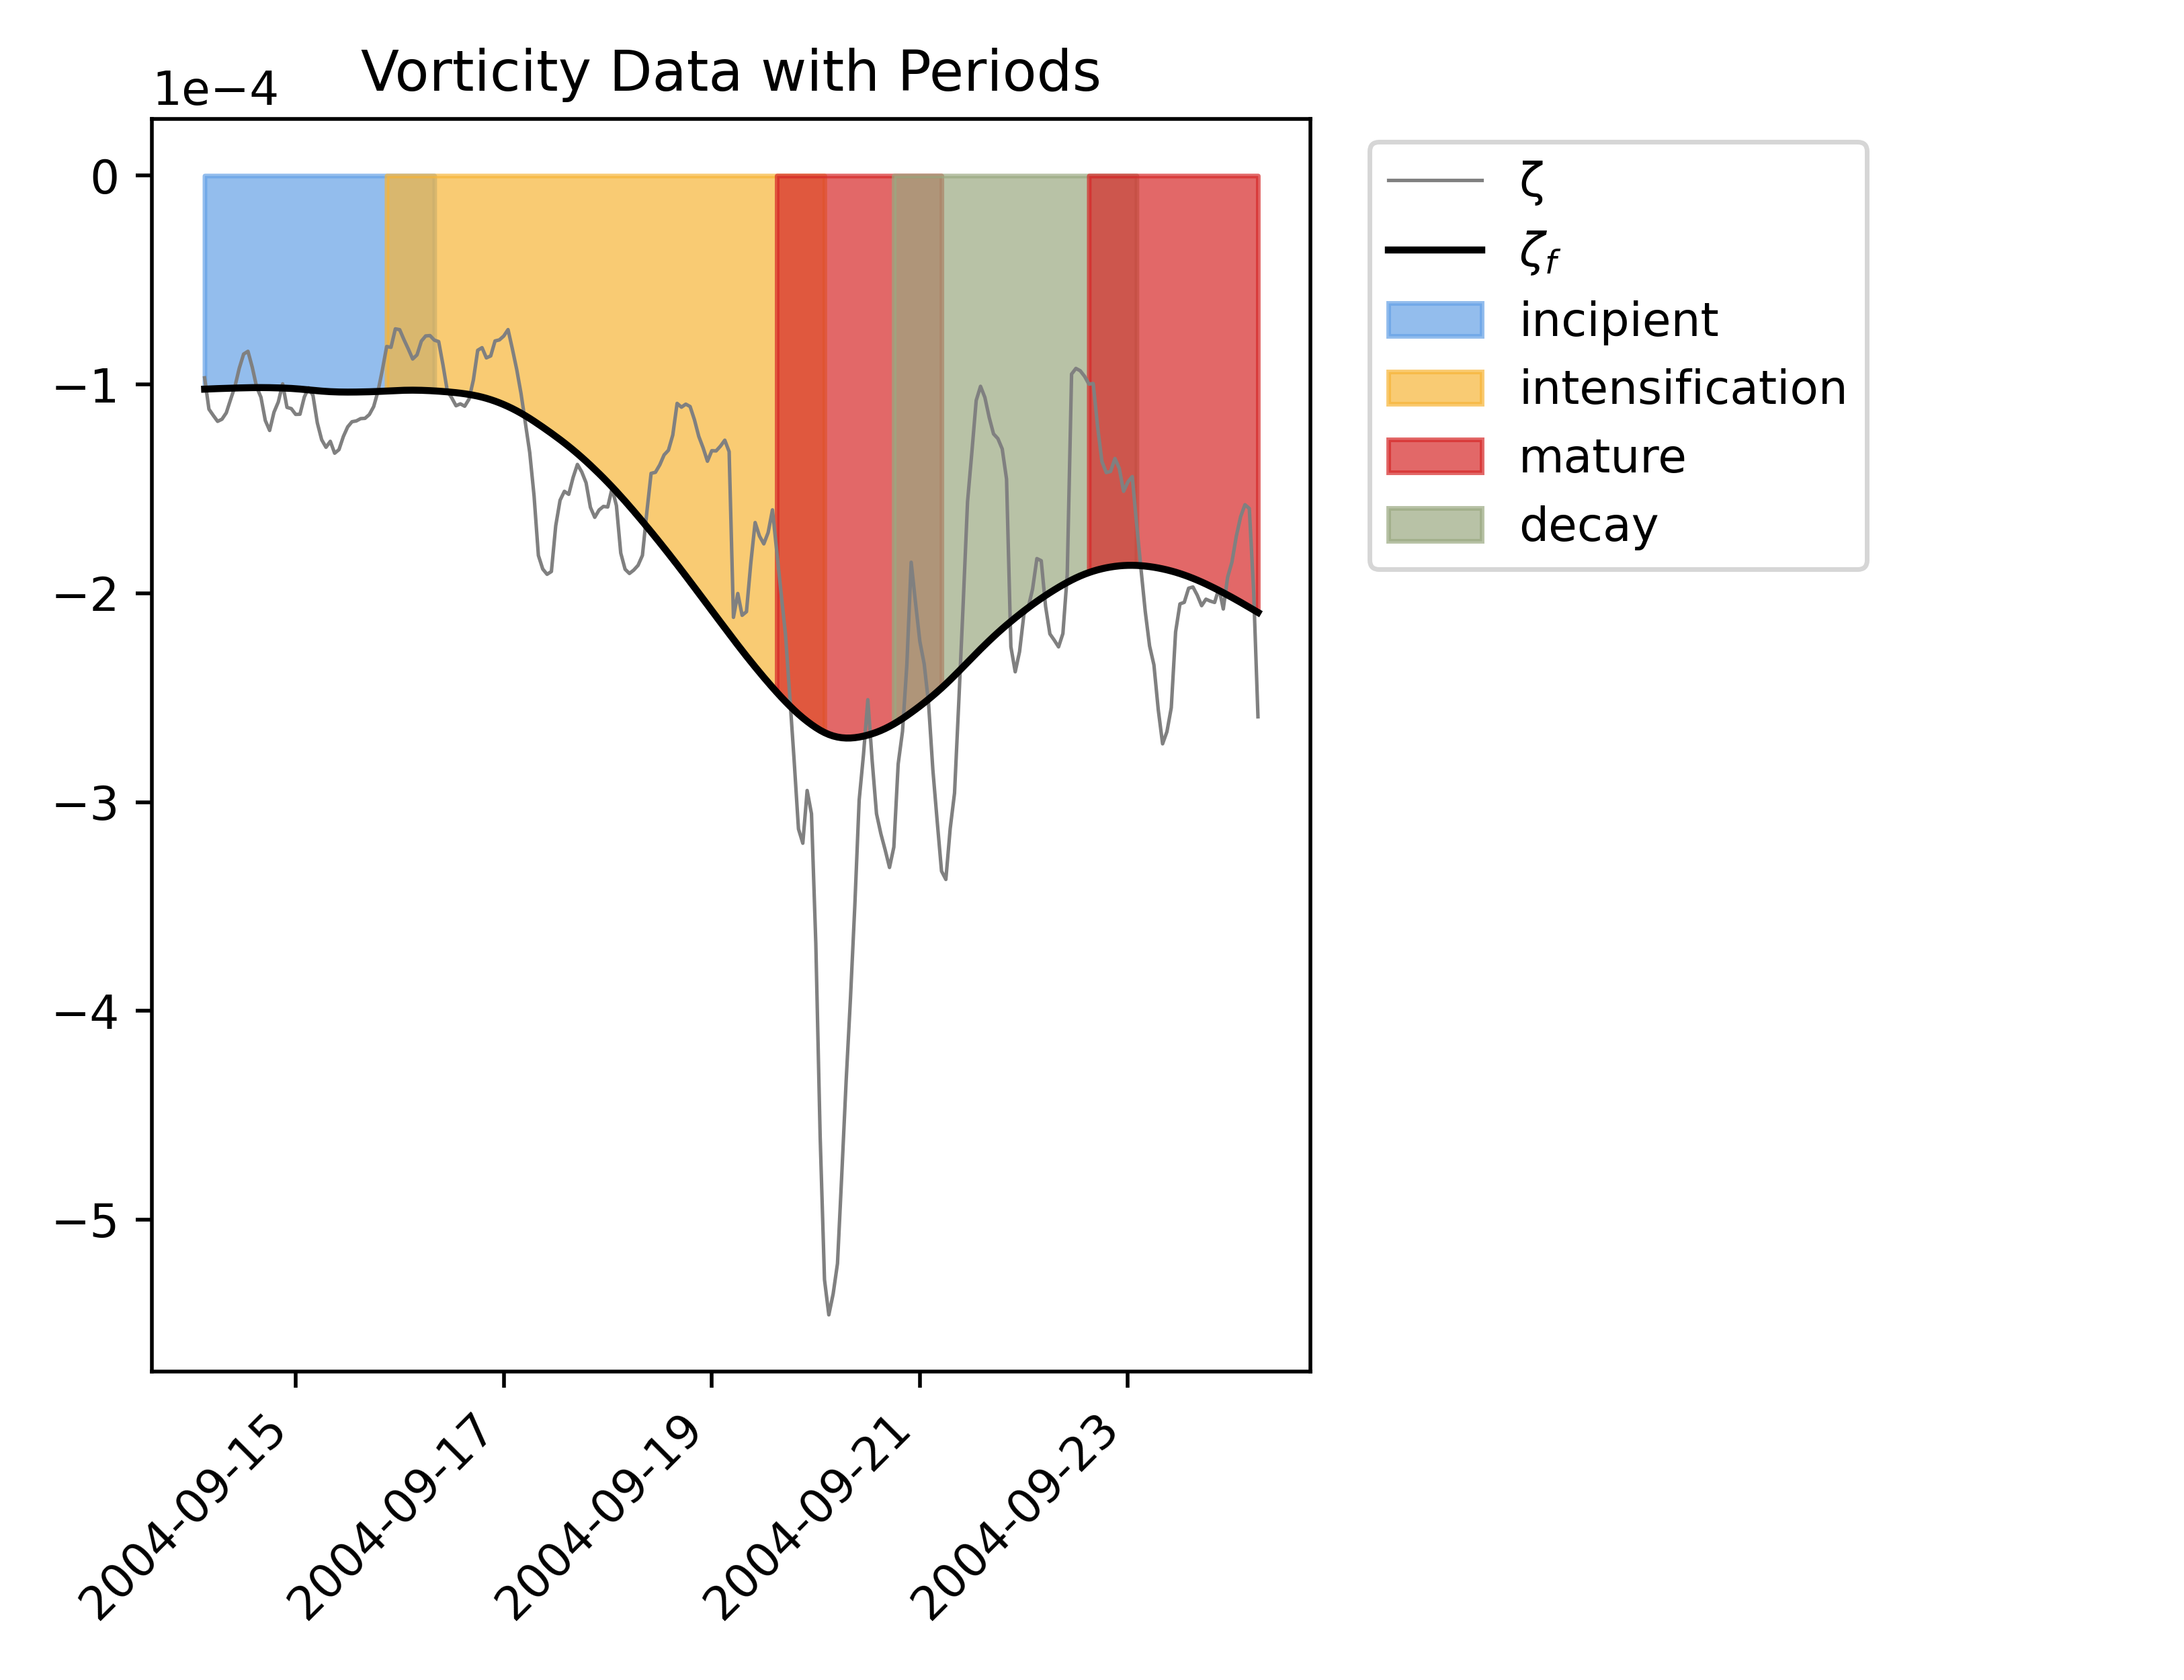 Vorticity Data with Periods
1e−4
0
−1
−2
−3
−4
−5
2004-09-15
2004-09-17
2004-09-19
2004-09-21
2004-09-23
ζ
ζf
incipient
intensification
mature
decay